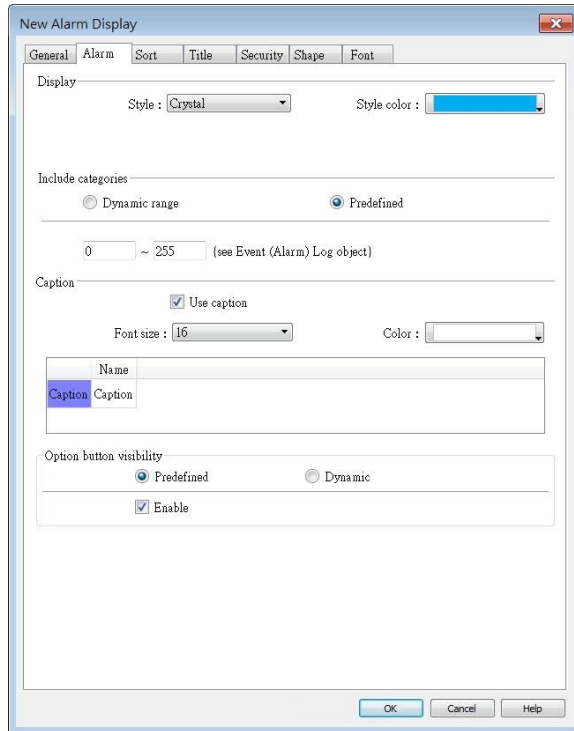 New Alarm Display
General Alarm Sort Title Security Shape Font
Display
Style : Crystal Style color :
Include categories
Dynamic range Predefined
0 ~ 255 {see Event (Alarm) Log object}
Caption
Use caption
Font size : 16 Color :
Name
Caption Caption
Option button visibility
Predefined Dynamic
Enable
OK Cancel Help